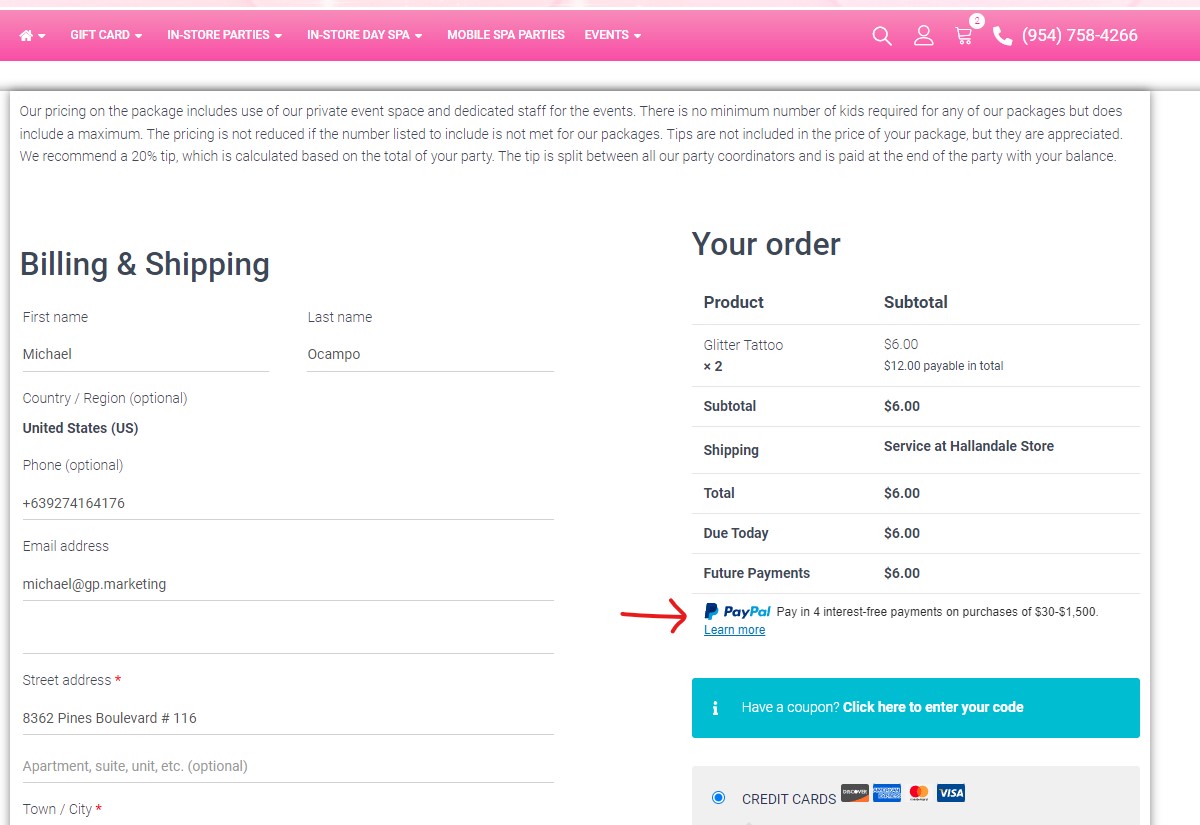 GIFT CARD
IN-STORE PARTIES
IN-STORE DAY SPA
MOBILE SPA PARTIES
EVENTS
2
(954) 758-4266
Our pricing on the package includes use of our private event space and dedicated staff for the events. There is no minimum number of kids required for any of our packages but does
include a maximum. The pricing is not reduced if the number listed to include is not met for our packages. Tips are not included in the price of your package, but they are appreciated.
We recommend a 20% tip, which is calculated based on the total of your party. The tip is split between all our party coordinators and is paid at the end of the party with your balance.
Billing & Shipping
First name
Last name
Michael
Ocampo
Country / Region (optional)
United States (US)
Phone (optional)
+639274164176
Email address
michael@gp.marketing
Street address *
8362 Pines Boulevard # 116
Apartment, suite, unit, etc. (optional)
Town / City *
Your order
Product Subtotal
Glitter Tattoo $6.00
× 2 $12.00 payable in total
Subtotal $6.00
Shipping Service at Hallandale Store
Total $6.00
Due Today $6.00
Future Payments $6.00
PayPal Pay in 4 interest-free payments on purchases of $30-$1,500.
Learn more
Have a coupon? Click here to enter your code
CREDIT CARDS DISCOVER AMERICAN EXPRESS mastercard VISA